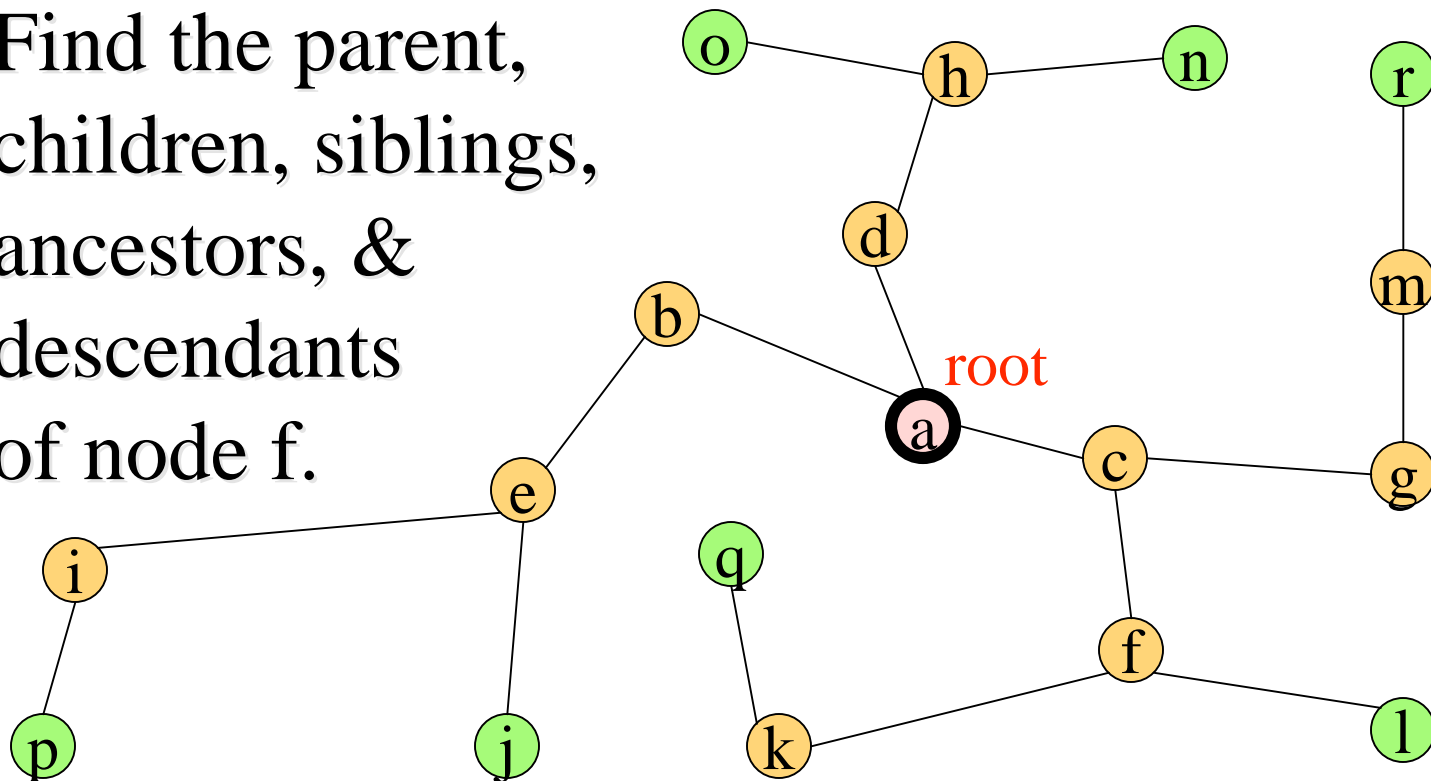 Find the parent,
children, siblings,
ancestors, &
descendants
of node f.
o
h
n
r
d
m
b
root
a
c
g
e
i
q
f
p
j
k
l